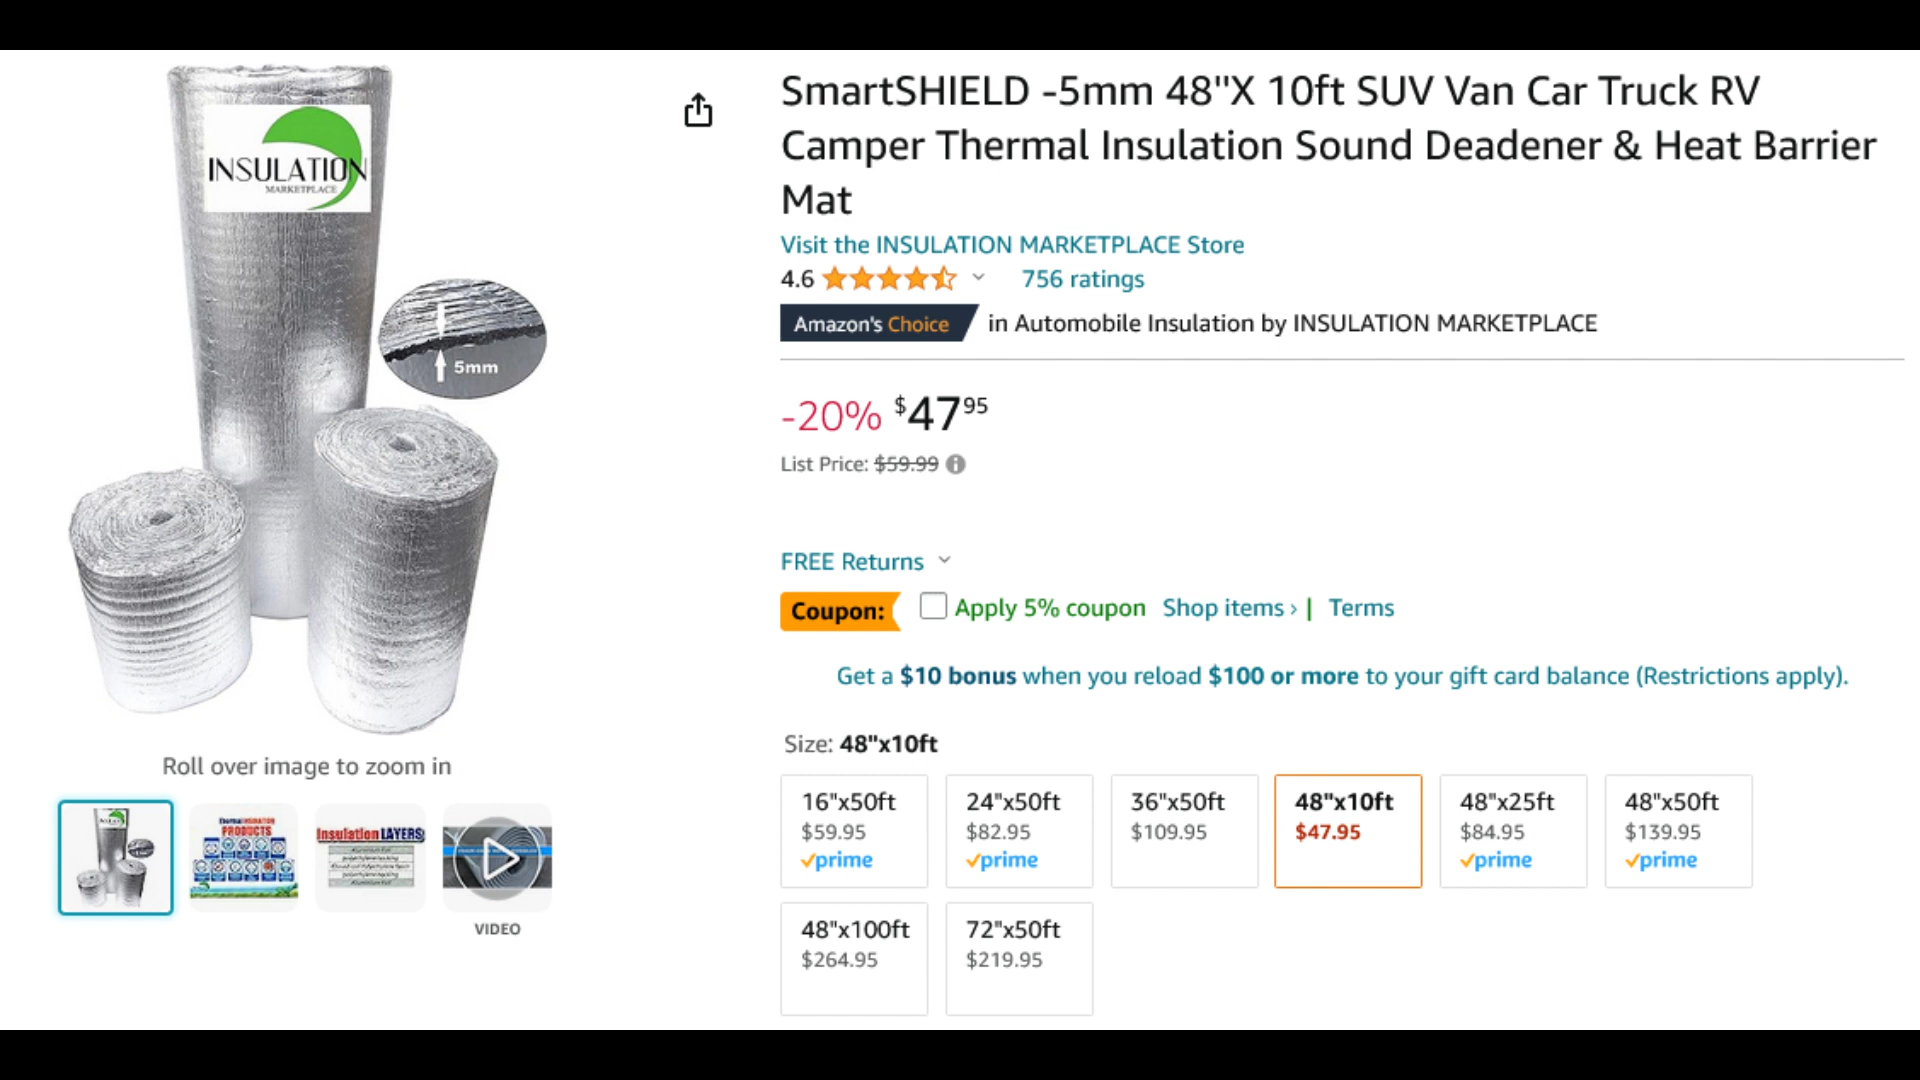 INSULATION
MARKETPLACE
5mm
Roll over image to zoom in
PRODUCTS
Insulation LAYERS
VIDEO
SmartSHIELD -5mm 48"X 10ft SUV Van Car Truck RV
Camper Thermal Insulation Sound Deadener & Heat Barrier
Mat
Visit the INSULATION MARKETPLACE Store
4.6 756 ratings
Amazon's Choice in Automobile Insulation by INSULATION MARKETPLACE
-20% $47 95
List Price: $59.99
FREE Returns
Coupon: Apply 5% coupon Shop items › | Terms
Get a $10 bonus when you reload $100 or more to your gift card balance (Restrictions apply).
Size: 48"x10ft
16"x50ft 24"x50ft 36"x50ft 48"x10ft 48"x25ft 48"x50ft
$59.95 $82.95 $109.95 $47.95 $84.95 $139.95
prime prime prime prime
48"x100ft 72"x50ft
$264.95 $219.95